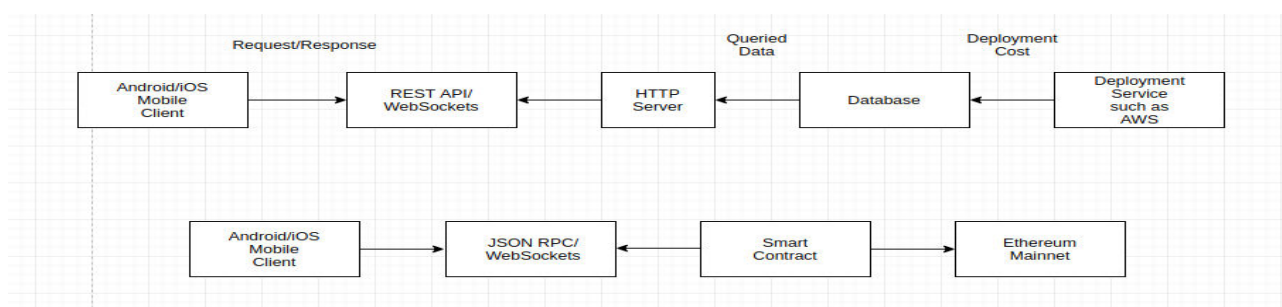 Request/Response
Queried
Data
Deployment
Cost
Android/iOS
Mobile
Client
REST API/
WebSockets
HTTP
Server
Database
Deployment
Service
such as
AWS
Android/iOS
Mobile
Client
JSON RPC/
WebSockets
Smart
Contract
Ethereum
Mainnet